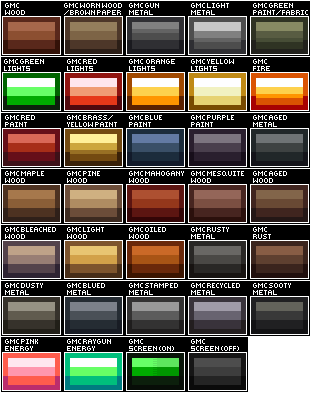 GMC WOOD
GMC WORN WOOD / BROWN PAPER
GMC GUN METAL
GMC LIGHT METAL
GMC GREEN PAINT/FABRIC
GMC GREEN LIGHTS
GMC RED LIGHTS
GMC ORANGE LIGHTS
GMC YELLOW LIGHTS
GMC FIRE
GMC RED PAINT
GMC BRASS/ YELLOW PAINT
GMC BLUE PAINT
GMC PURPLE PAINT
GMC AGED METAL
GMC MAPLE WOOD
GMC PINE WOOD
GMC MAHOGANY WOOD
GMC MESQUITE WOOD
GMC AGED WOOD
GMC BLEACHED WOOD
GMC LIGHT WOOD
GMC OILED WOOD
GMC RUSTY METAL
GMC RUST
GMC DUSTY METAL
GMC BLUED METAL
GMC STAMPED METAL
GMC RECYCLED METAL
GMC SOOTY METAL
GMC PINK ENERGY
GMC RAYGUN ENERGY
GMC SCREEN(ON)
GMC SCREEN(OFF)